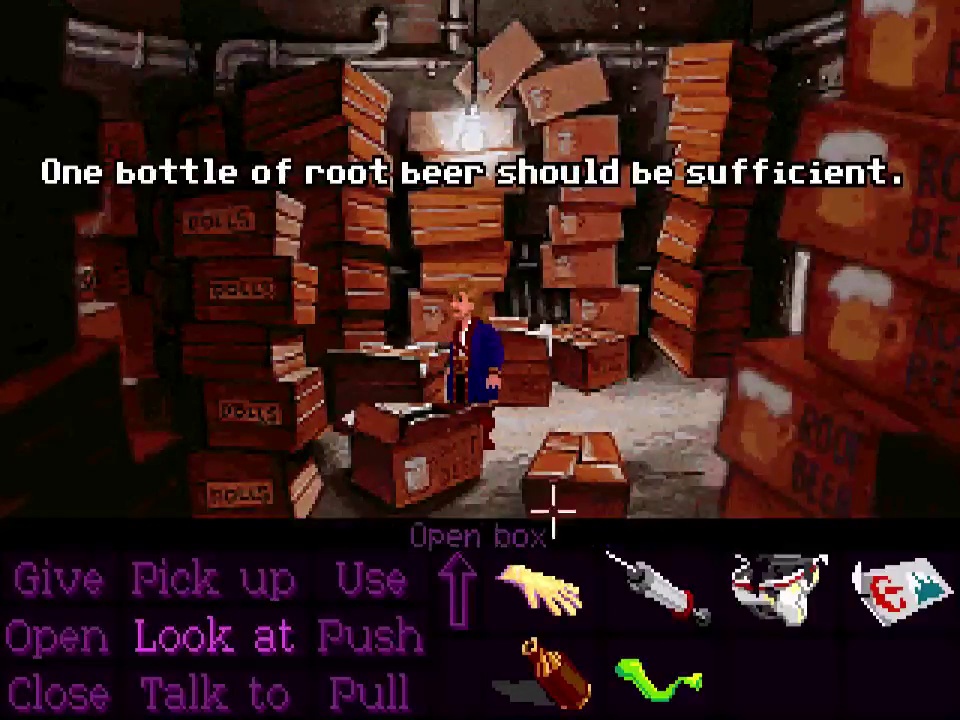 One bottle of root beer should be sufficient.
DOLLS
DOLLS
DOLLS
DOLLS
ROOT
BEER
Open box
Give Pick up Use
Open Look at Push
Close Talk to Pull